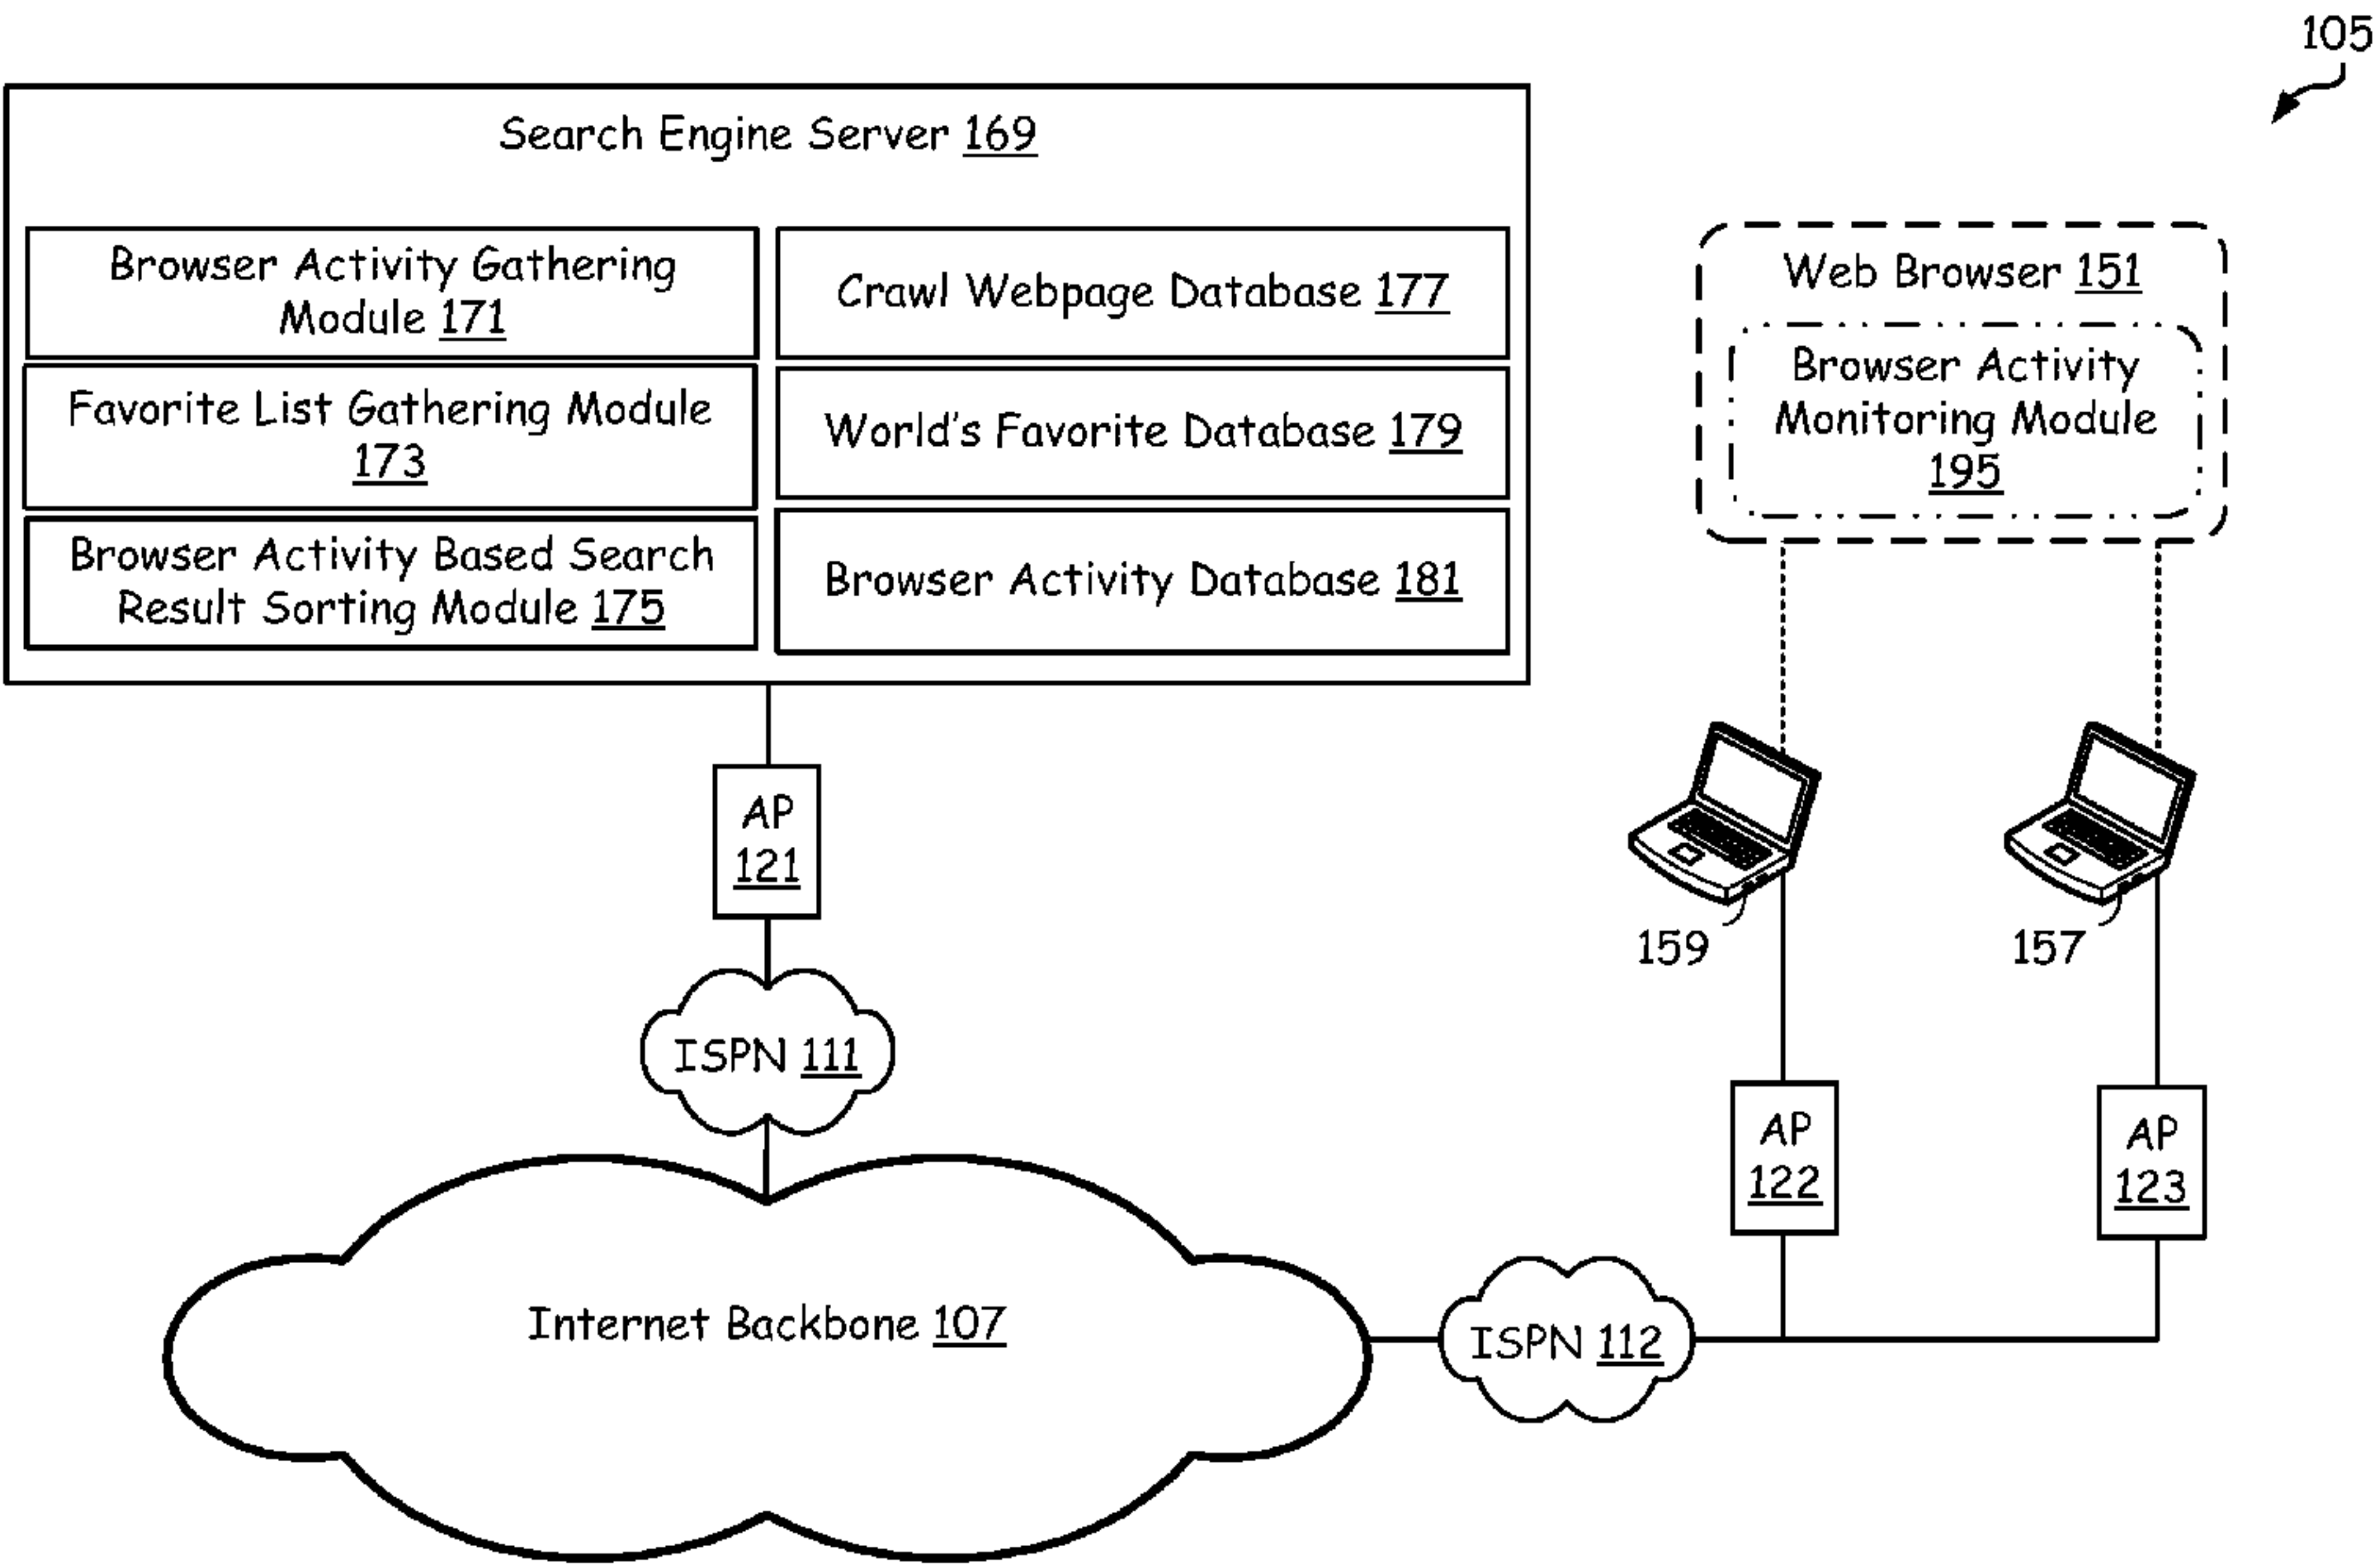 105
Search Engine Server 169
Browser Activity Gathering
Module 171
Favorite List Gathering Module
173
Browser Activity Based Search
Result Sorting Module 175
Crawl Webpage Database 177
World's Favorite Database 179
Browser Activity Database 181
Web Browser 151
Browser Activity
Monitoring Module
195
AP
121
159
157
ISPN 111
AP
122
AP
123
Internet Backbone 107
ISPN 112